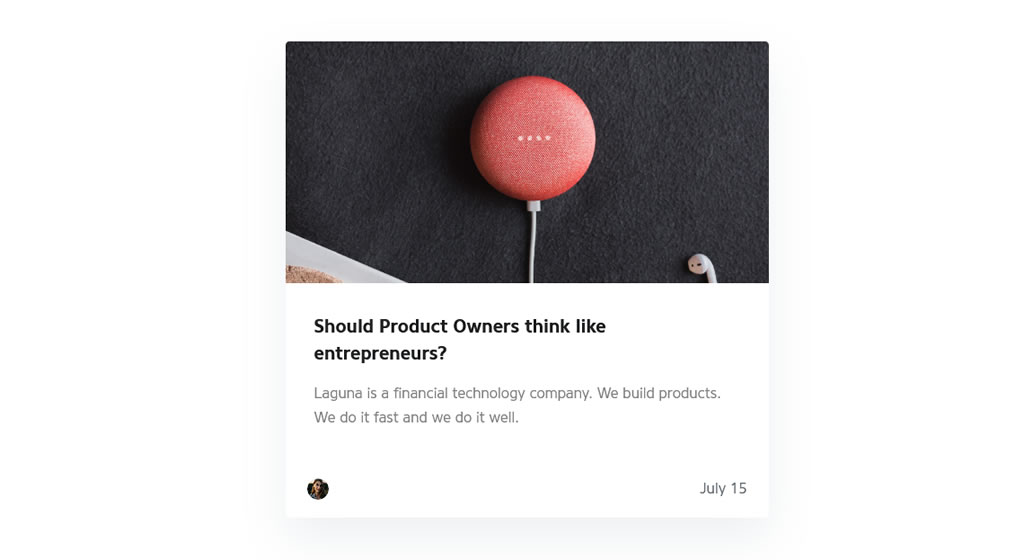 Should Product Owners think like
entrepreneurs?
Laguna is a financial technology company. We build products.
We do it fast and we do it well.
July 15